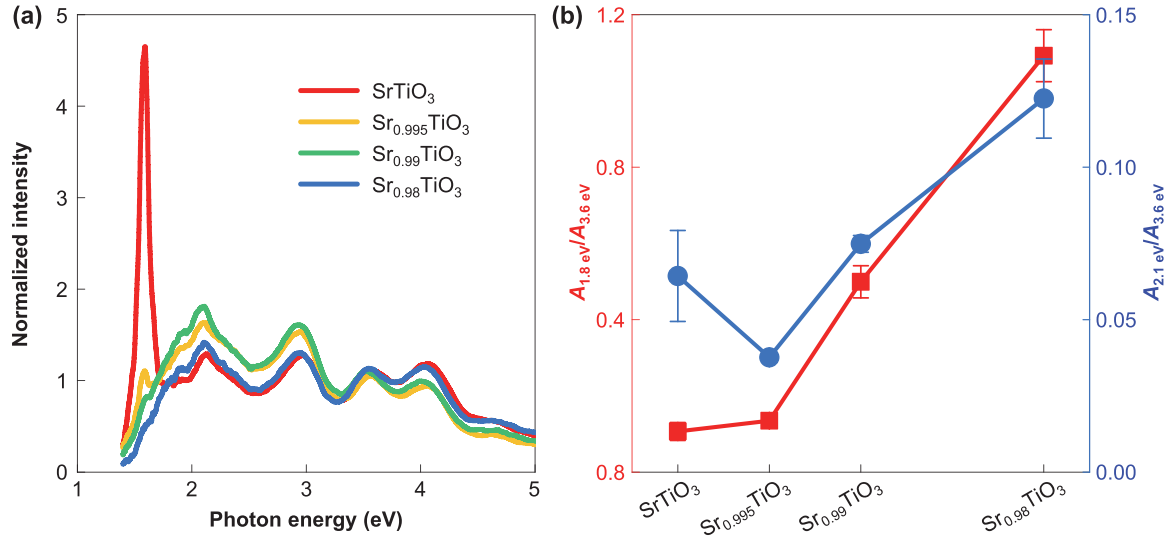 (a)
5
4
3
2
1
0
Normalized intensity
1 2 3 4 5
Photon energy (eV)
SrTiO₃
Sr₀.₉₉₅TiO₃
Sr₀.₉₉TiO₃
Sr₀.₉₈TiO₃
(b)
1.2
0.8
0.4
0.8
A₁.₈ ₑV/A₃.₆ ₑV
0.15
0.10
0.05
0.00
A₂.₁ ₑV/A₃.₆ ₑV
SrTiO₃
Sr₀.₉₉₅TiO₃
Sr₀.₉₉TiO₃
Sr₀.₉₈TiO₃